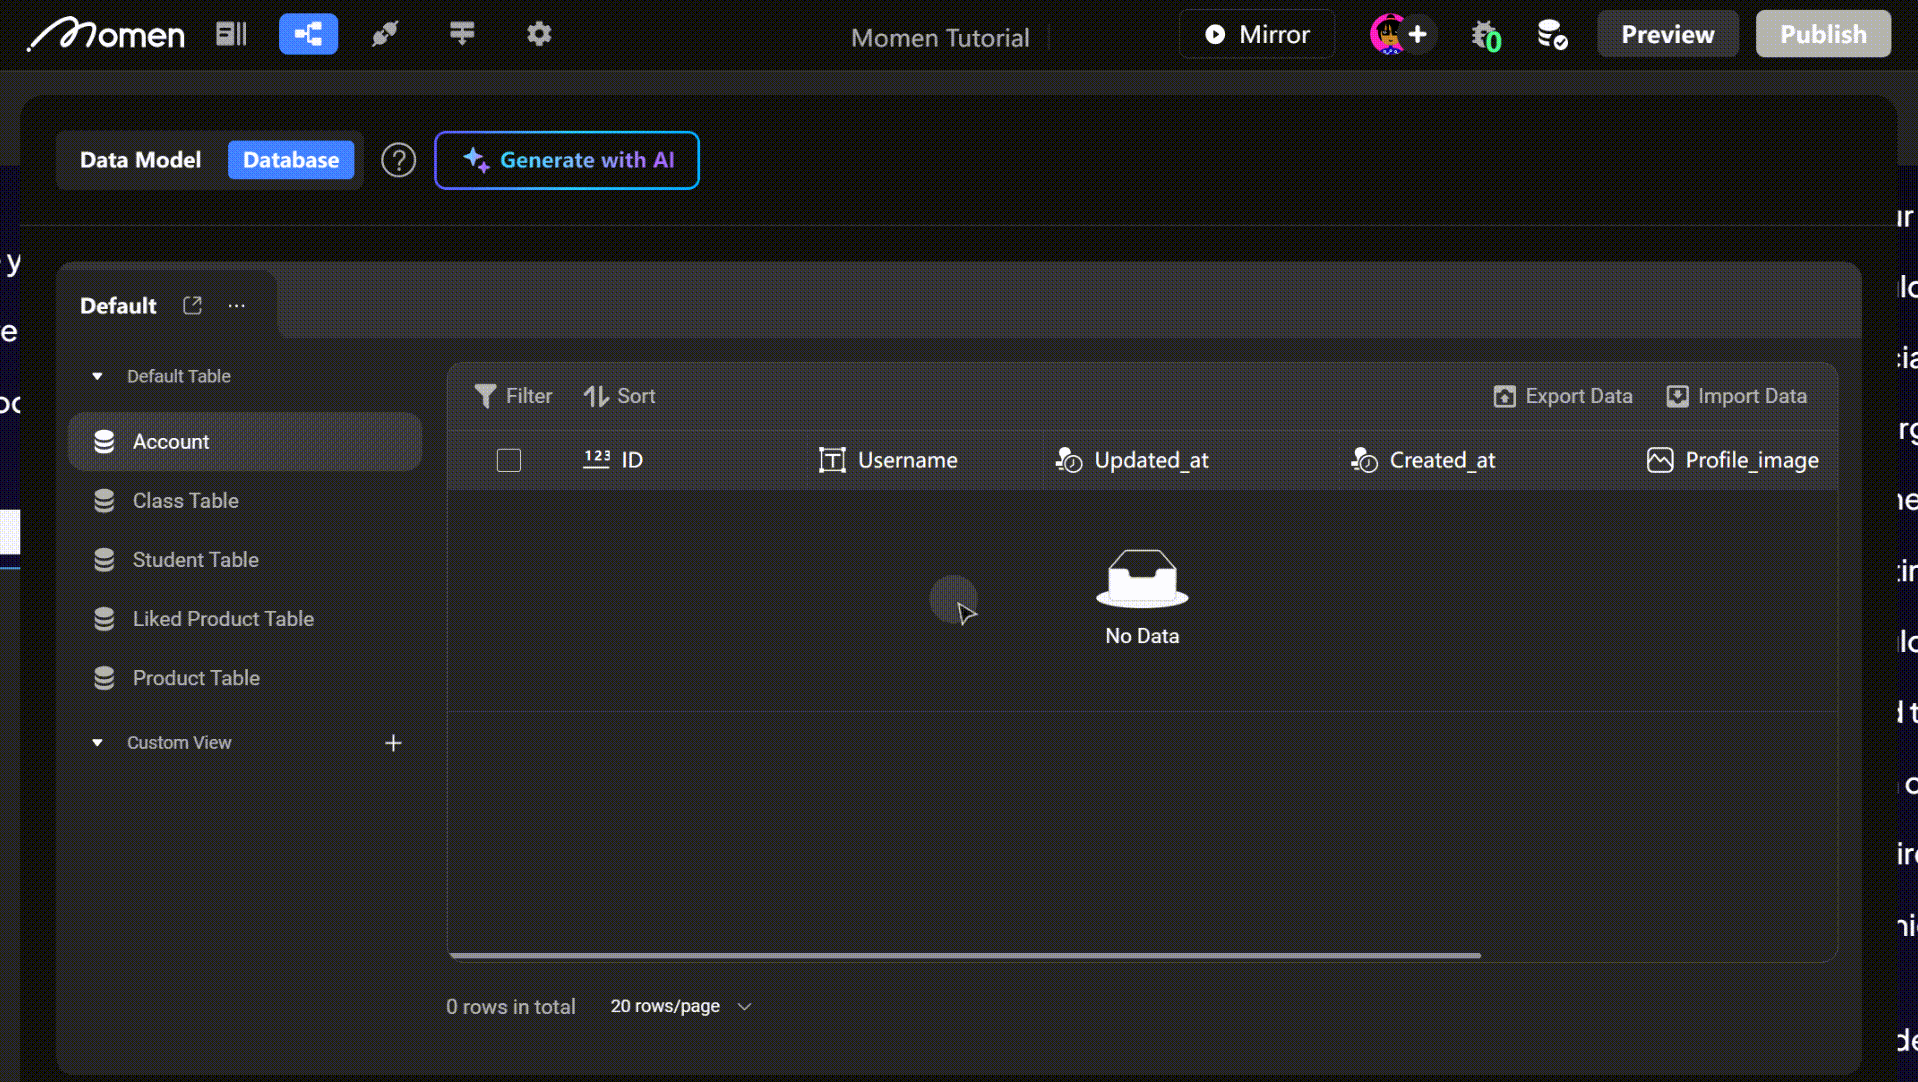 Momen
Momen Tutorial
Mirror
0
Preview
Publish
Data Model
Database
?
Generate with AI
Default
Default Table
Account
Class Table
Student Table
Liked Product Table
Product Table
Custom View
Filter
Sort
Export Data
Import Data
123 ID
T Username
Updated_at
Created_at
Profile_image
No Data
0 rows in total
20 rows/page